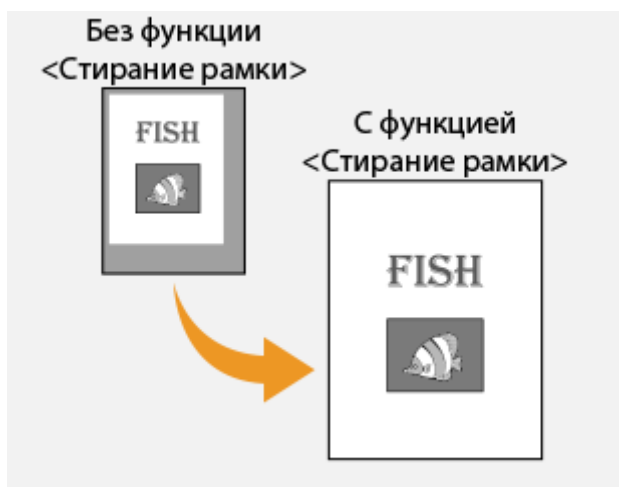 Без функции
<Стирание рамки>
FISH
С функцией
<Стирание рамки>
FISH